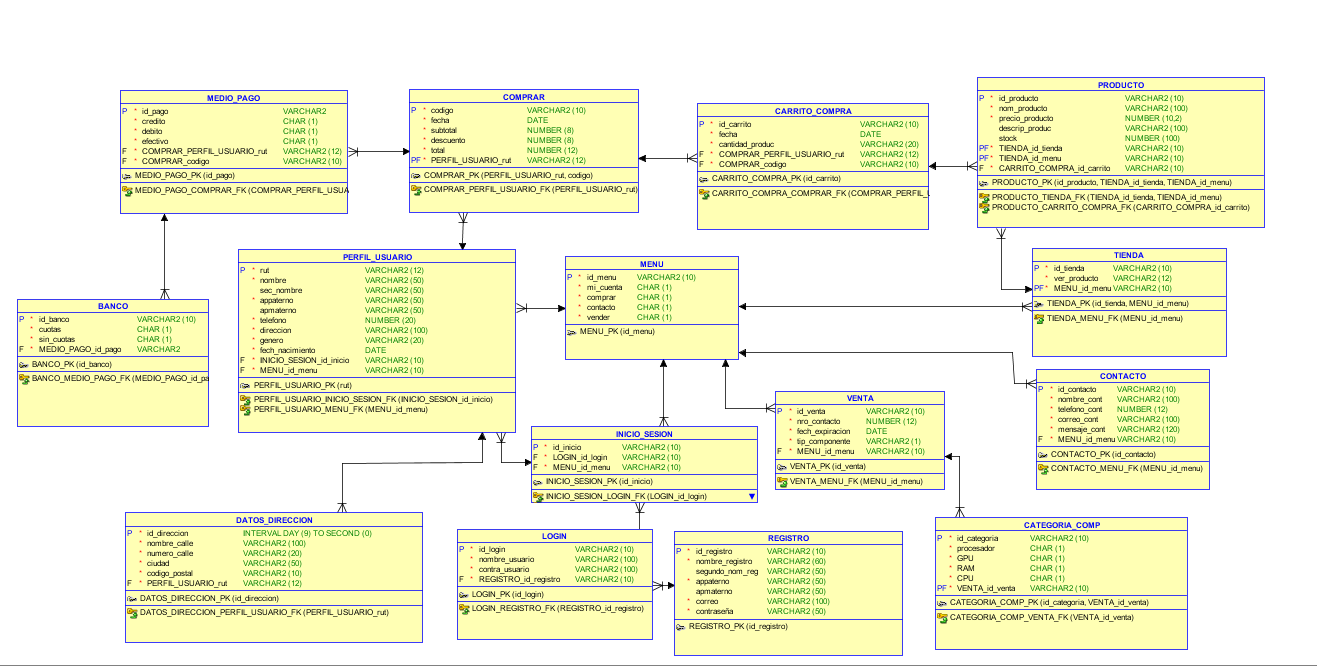 MEDIO_PAGO
P * id_pago VARCHAR2
* credito CHAR (1)
* debito CHAR (1)
* efectivo CHAR (1)
F * COMPRAR_PERFIL_USUARIO_rut VARCHAR2 (12)
F * COMPRAR_codigo VARCHAR2 (10)
MEDIO_PAGO_PK (id_pago)
MEDIO_PAGO_COMPRAR_FK (COMPRAR_PERFIL_USUA
COMPRAR
P * codigo VARCHAR2 (10)
* fecha DATE
* subtotal NUMBER (8)
* descuento NUMBER (8)
* total NUMBER (12)
PF * PERFIL_USUARIO_rut VARCHAR2 (12)
COMPRAR_PK (PERFIL_USUARIO_rut, codigo)
COMPRAR_PERFIL_USUARIO_FK (PERFIL_USUARIO_rut)
CARRITO_COMPRA
P * id_carrito VARCHAR2 (10)
* fecha DATE
* cantidad_produc VARCHAR2 (20)
F * COMPRAR_PERFIL_USUARIO_rut VARCHAR2 (12)
F * COMPRAR_codigo VARCHAR2 (10)
CARRITO_COMPRA_PK (id_carrito)
CARRITO_COMPRA_COMPRAR_FK (COMPRAR_PERFIL_
PRODUCTO
P * id_producto VARCHAR2 (10)
* nom_producto VARCHAR2 (100)
* precio_producto NUMBER (10,2)
descrip_produc VARCHAR2 (100)
stock NUMBER (100)
PF * TIENDA_id_tienda VARCHAR2 (10)
PF * TIENDA_id_menu VARCHAR2 (10)
F * CARRITO_COMPRA_id_carrito VARCHAR2 (10)
PRODUCTO_PK (id_producto, TIENDA_id_tienda, TIENDA_id_menu)
PRODUCTO_TIENDA_FK (TIENDA_id_tienda, TIENDA_id_menu)
PRODUCTO_CARRITO_COMPRA_FK (CARRITO_COMPRA_id_carrito)
PERFIL_USUARIO
P * rut VARCHAR2 (12)
* nombre VARCHAR2 (50)
sec_nombre VARCHAR2 (50)
* appaterno VARCHAR2 (50)
* apmaterno VARCHAR2 (50)
* telefono NUMBER (20)
* direccion VARCHAR2 (100)
* genero VARCHAR2 (20)
* fech_nacimiento DATE
F * INICIO_SESION_id_inicio VARCHAR2 (10)
F * MENU_id_menu VARCHAR2 (10)
PERFIL_USUARIO_PK (rut)
PERFIL_USUARIO_INICIO_SESION_FK (INICIO_SESION_id_inicio)
PERFIL_USUARIO_MENU_FK (MENU_id_menu)
MENU
P * id_menu VARCHAR2 (10)
* mi_cuenta CHAR (1)
* comprar CHAR (1)
* contacto CHAR (1)
* vender CHAR (1)
MENU_PK (id_menu)
TIENDA
P * id_tienda VARCHAR2 (10)
* ver_producto VARCHAR2 (12)
PF * MENU_id_menu VARCHAR2 (10)
TIENDA_PK (id_tienda, MENU_id_menu)
TIENDA_MENU_FK (MENU_id_menu)
BANCO
P * id_banco VARCHAR2 (10)
* cuotas CHAR (1)
* sin_cuotas CHAR (1)
F * MEDIO_PAGO_id_pago VARCHAR2
BANCO_PK (id_banco)
BANCO_MEDIO_PAGO_FK (MEDIO_PAGO_id_pa
CONTACTO
P * id_contacto VARCHAR2 (10)
* nombre_cont VARCHAR2 (100)
* telefono_cont NUMBER (12)
* correo_cont VARCHAR2 (100)
* mensaje_cont VARCHAR2 (120)
F * MENU_id_menu VARCHAR2 (10)
CONTACTO_PK (id_contacto)
CONTACTO_MENU_FK (MENU_id_menu)
VENTA
P * id_venta VARCHAR2 (10)
* nro_contacto NUMBER (12)
* fech_expiracion DATE
* tip_componente VARCHAR2 (1)
F * MENU_id_menu VARCHAR2 (10)
VENTA_PK (id_venta)
VENTA_MENU_FK (MENU_id_menu)
INICIO_SESION
P * id_inicio VARCHAR2 (10)
F * LOGIN_id_login VARCHAR2 (10)
F * MENU_id_menu VARCHAR2 (10)
INICIO_SESION_PK (id_inicio)
INICIO_SESION_LOGIN_FK (LOGIN_id_login)
DATOS_DIRECCION
P * id_direccion INTERVAL DAY (9) TO SECOND (0)
* nombre_calle VARCHAR2 (100)
* numero_calle VARCHAR2 (20)
* ciudad VARCHAR2 (50)
* codigo_postal VARCHAR2 (10)
F * PERFIL_USUARIO_rut VARCHAR2 (12)
DATOS_DIRECCION_PK (id_direccion)
DATOS_DIRECCION_PERFIL_USUARIO_FK (PERFIL_USUARIO_rut)
LOGIN
P * id_login VARCHAR2 (10)
* nombre_usuario VARCHAR2 (100)
* contra_usuario VARCHAR2 (100)
F * REGISTRO_id_registro VARCHAR2 (10)
LOGIN_PK (id_login)
LOGIN_REGISTRO_FK (REGISTRO_id_registro)
REGISTRO
P * id_registro VARCHAR2 (10)
* nombre_registro VARCHAR2 (60)
* segundo_nom_reg VARCHAR2 (50)
* appaterno VARCHAR2 (50)
* apmaterno VARCHAR2 (50)
* correo VARCHAR2 (100)
* contraseña VARCHAR2 (50)
REGISTRO_PK (id_registro)
CATEGORIA_COMP
P * id_categoria VARCHAR2 (10)
* procesador CHAR (1)
* GPU CHAR (1)
* RAM CHAR (1)
* CPU CHAR (1)
PF * VENTA_id_venta VARCHAR2 (10)
CATEGORIA_COMP_PK (id_categoria, VENTA_id_venta)
CATEGORIA_COMP_VENTA_FK (VENTA_id_venta)